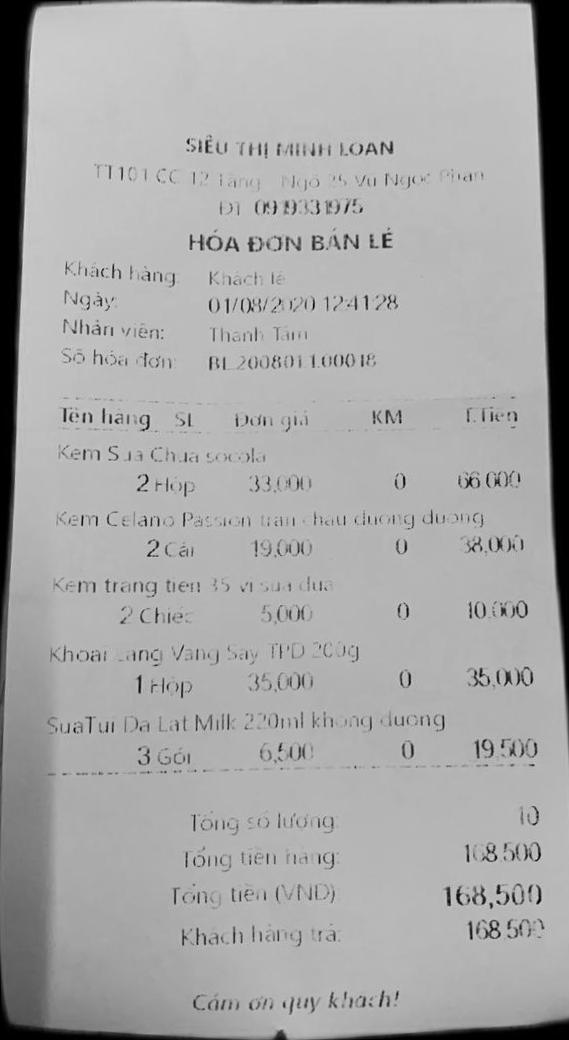 SIÊU THỊ MINH LOAN
TT101 CC 12 Tầng Ngõ 25 Vũ Ngọc Phan
ĐT 0919331975
HÓA ĐƠN BÁN LẺ
Khách hàng: Khách lẻ
Ngày: 01/08/2020 12:41:28
Nhân viên: Thanh Tâm
Số hóa đơn: BL20080111.00018
Tên hàng SL Đơn giá KM T.Tiền
Kem Sua Chua socola
2 Hộp 33,000 0 66,000
Kem Celano Passion tran chau duong duong
2 Cái 19,000 0 38,000
Kem trang tien 35 vi sua dua
2 Chiếc 5,000 0 10,000
Khoai Lang Vang Say TPD 200g
1 Hộp 35,000 0 35,000
SuaTui Da Lat Milk 220ml khong duong
3 Gói 6,500 0 19,500
Tổng số lượng: 10
Tổng tiền hàng: 168,500
Tổng tiền (VND) 168,500
Khách hàng trả: 168,500
Cám ơn quy khách!